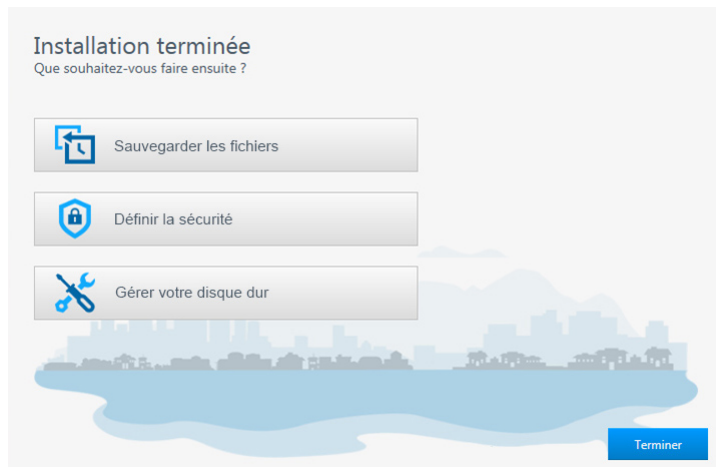 Installation terminée
Que souhaitez-vous faire ensuite ?
Sauvegarder les fichiers
Définir la sécurité
Gérer votre disque dur
Terminer